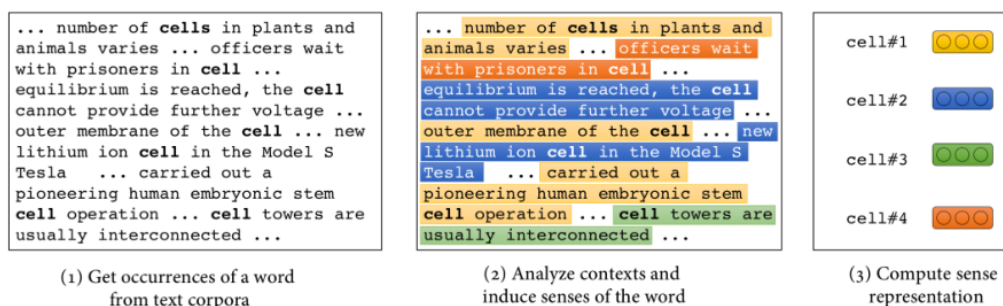 ... number of cells in plants and
animals varies ... officers wait
with prisoners in cell ...
equilibrium is reached, the cell
cannot provide further voltage ...
outer membrane of the cell ... new
lithium ion cell in the Model S
Tesla ... carried out a
pioneering human embryonic stem
cell operation ... cell towers are
usually interconnected ...
(1) Get occurrences of a word
from text corpora
... number of cells in plants and
animals varies ... officers wait
with prisoners in cell ...
equilibrium is reached, the cell
cannot provide further voltage ...
outer membrane of the cell ... new
lithium ion cell in the Model S
Tesla ... carried out a
pioneering human embryonic stem
cell operation ... cell towers are
usually interconnected ...
(2) Analyze contexts and
induce senses of the word
cell#1
cell#2
cell#3
cell#4
(3) Compute sense
representation